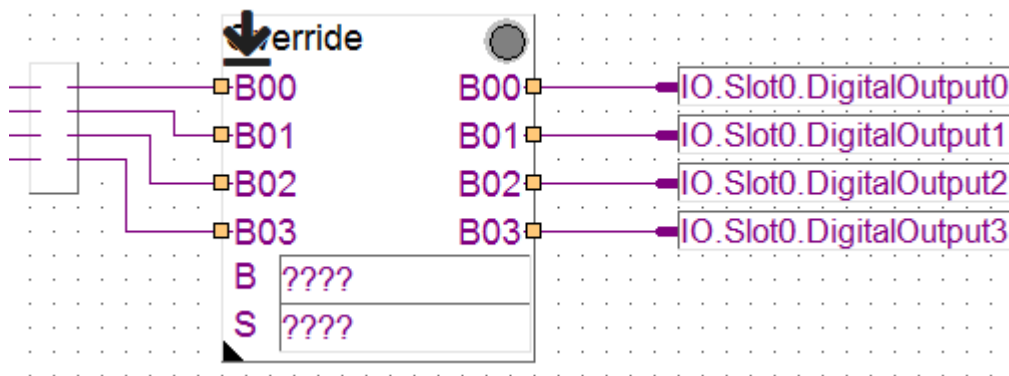 Override
B00 B00 IO.Slot0.DigitalOutput0
B01 B01 IO.Slot0.DigitalOutput1
B02 B02 IO.Slot0.DigitalOutput2
B03 B03 IO.Slot0.DigitalOutput3
B ????
S ????